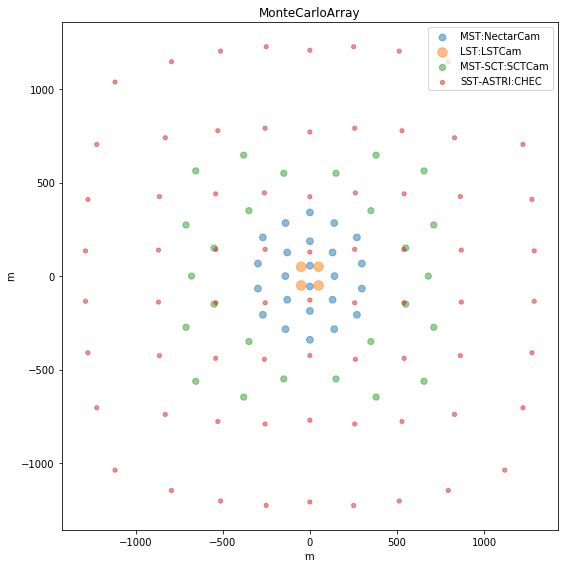 MonteCarloArray
MST:NectarCam
LST:LSTCam
MST-SCT:SCTCam
SST-ASTRI:CHEC
1000
500
0
−500
−1000
m
−1000
−500
0
500
1000
m